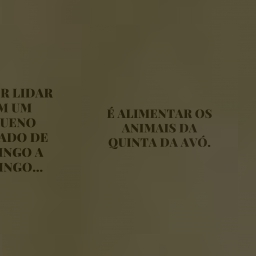 R LIDAR
M UM
UENO
ADO DE
INGO A
INGO...
É ALIMENTAR OS
ANIMAIS DA
QUINTA DA AVÓ.